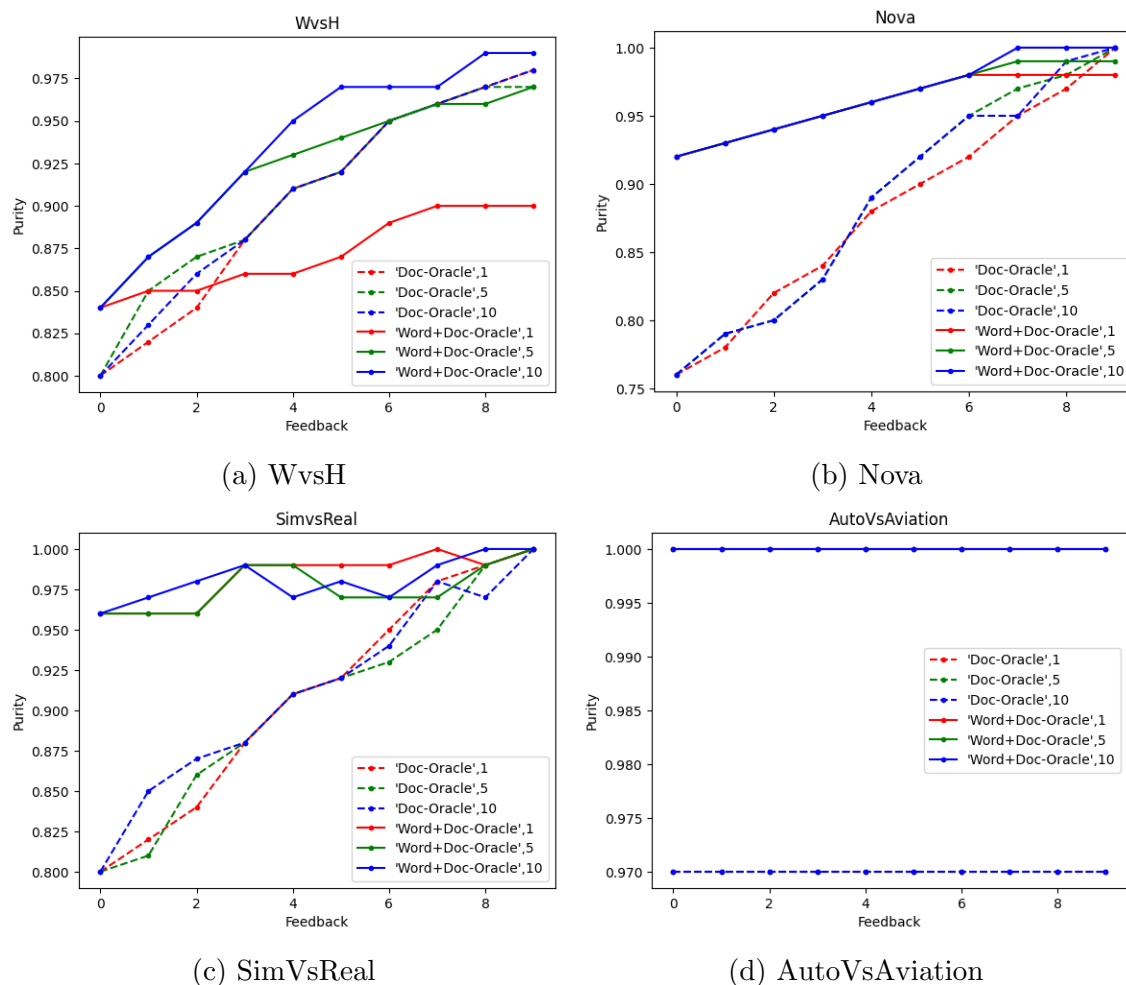 WvsH
Purity
0.975
0.950
0.925
0.900
0.875
0.850
0.825
0.800
0 2 4 6 8
Feedback
'Doc-Oracle',1
'Doc-Oracle',5
'Doc-Oracle',10
'Word+Doc-Oracle',1
'Word+Doc-Oracle',5
'Word+Doc-Oracle',10
(a) WvsH
Nova
Purity
1.00
0.95
0.90
0.85
0.80
0.75
0 2 4 6 8
Feedback
'Doc-Oracle',1
'Doc-Oracle',5
'Doc-Oracle',10
'Word+Doc-Oracle',1
'Word+Doc-Oracle',5
'Word+Doc-Oracle',10
(b) Nova
SimvsReal
Purity
1.000
0.975
0.950
0.925
0.900
0.875
0.850
0.825
0.800
0 2 4 6 8
Feedback
'Doc-Oracle',1
'Doc-Oracle',5
'Doc-Oracle',10
'Word+Doc-Oracle',1
'Word+Doc-Oracle',5
'Word+Doc-Oracle',10
(c) SimVsReal
AutoVsAviation
Purity
1.000
0.995
0.990
0.985
0.980
0.975
0.970
0 2 4 6 8
Feedback
'Doc-Oracle',1
'Doc-Oracle',5
'Doc-Oracle',10
'Word+Doc-Oracle',1
'Word+Doc-Oracle',5
'Word+Doc-Oracle',10
(d) AutoVsAviation